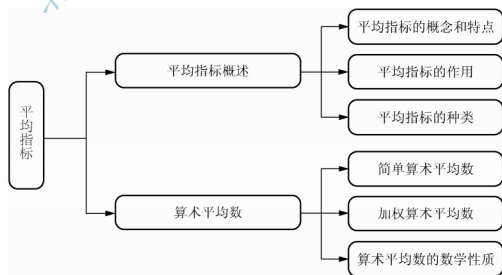 平均指标
平均指标概述
平均指标的概念和特点
平均指标的作用
平均指标的种类
算术平均数
简单算术平均数
加权算术平均数
算术平均数的数学性质